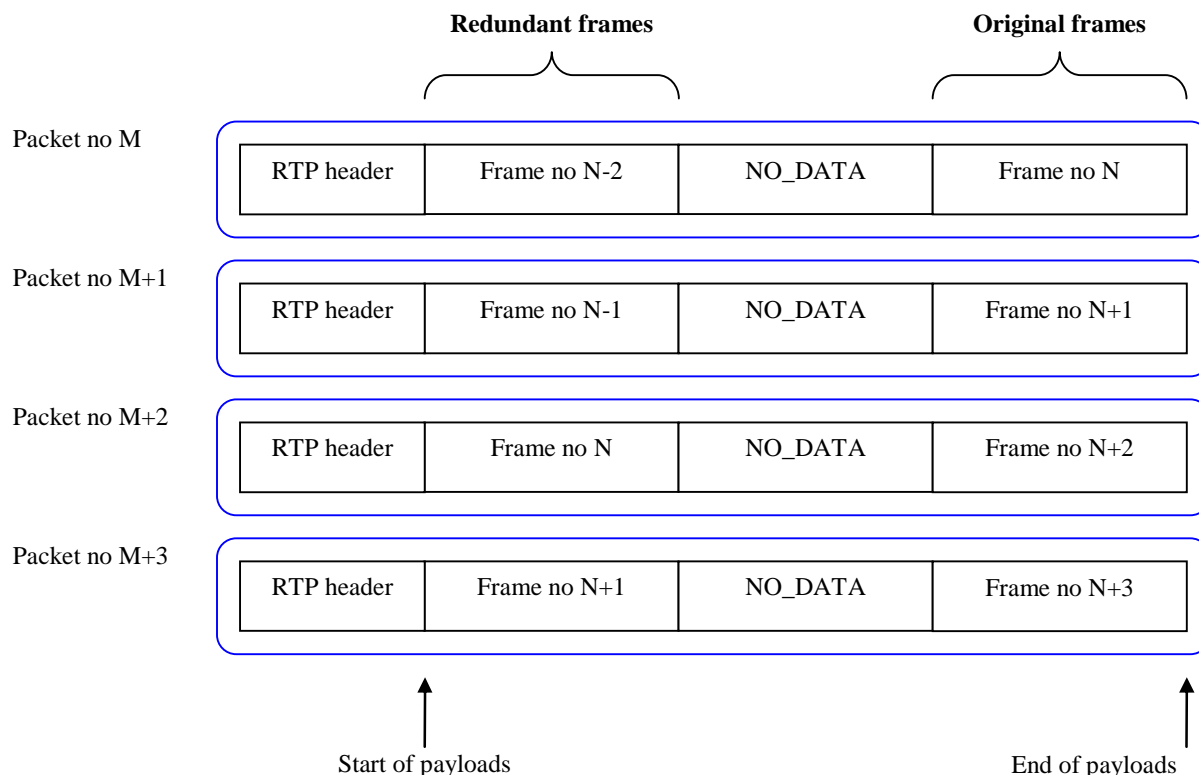 Redundant frames Original frames
Packet no M
RTP header Frame no N-2 NO_DATA Frame no N
Packet no M+1
RTP header Frame no N-1 NO_DATA Frame no N+1
Packet no M+2
RTP header Frame no N NO_DATA Frame no N+2
Packet no M+3
RTP header Frame no N+1 NO_DATA Frame no N+3
Start of payloads End of payloads